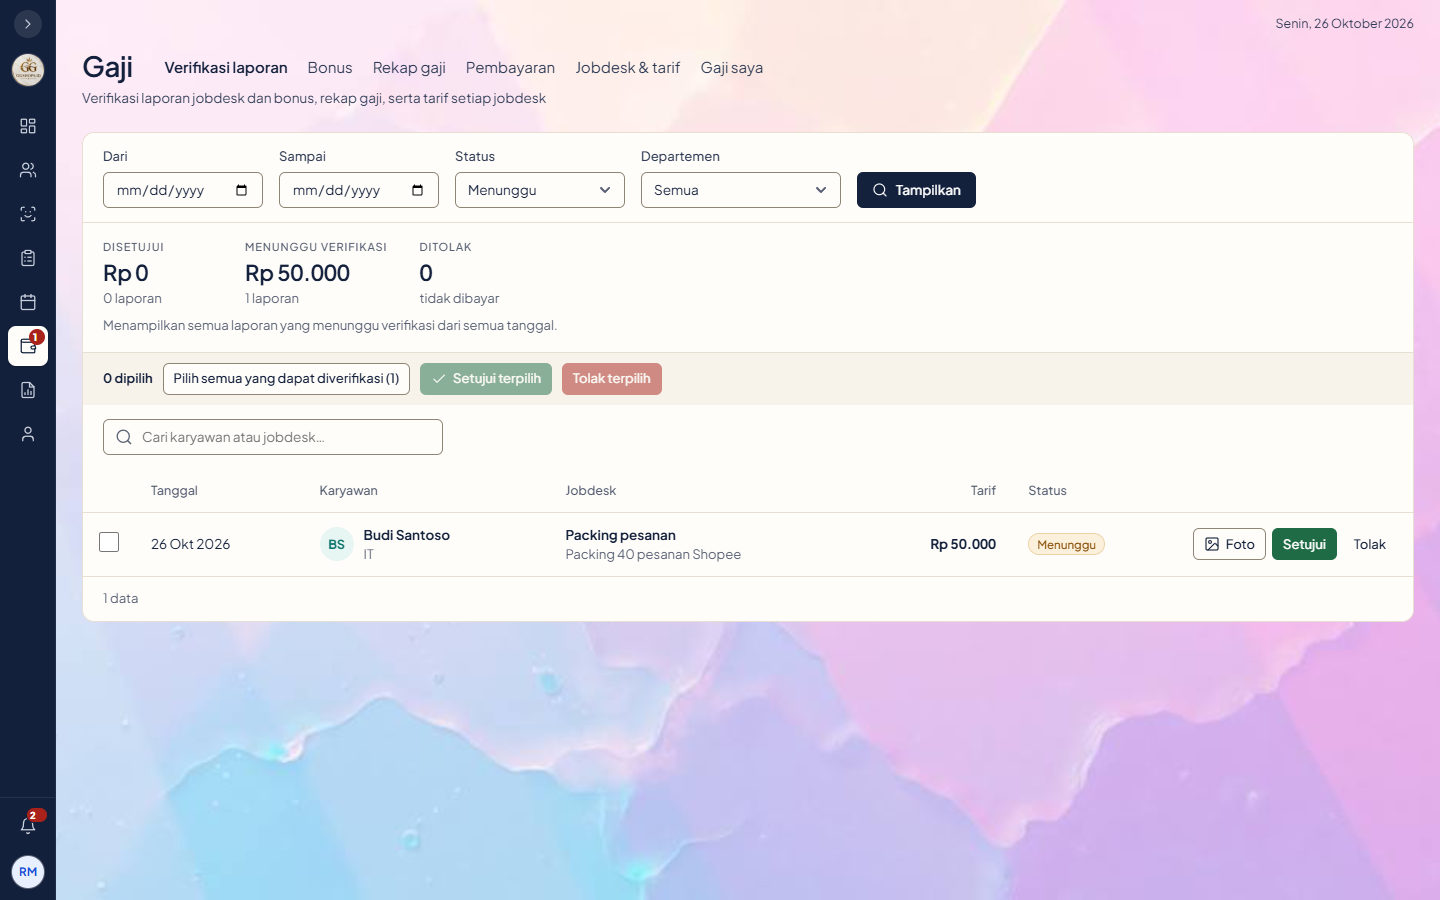 Senin, 26 Oktober 2026
Gaji
Verifikasi laporan
Bonus
Rekap gaji
Pembayaran
Jobdesk & tarif
Gaji saya
Verifikasi laporan jobdesk dan bonus, rekap gaji, serta tarif setiap jobdesk
Dari
Sampai
Status
Departemen
mm/dd/yyyy
mm/dd/yyyy
Menunggu
Semua
Tampilkan
DISETUJUI
MENUNGGU VERIFIKASI
DITOLAK
Rp 0
Rp 50.000
0
0 laporan
1 laporan
tidak dibayar
Menampilkan semua laporan yang menunggu verifikasi dari semua tanggal.
1
0 dipilih
Pilih semua yang dapat diverifikasi (1)
Setujui terpilih
Tolak terpilih
Cari karyawan atau jobdesk...
Tanggal
Karyawan
Jobdesk
Tarif
Status
26 Okt 2026
BS
Budi Santoso
IT
Packing pesanan
Packing 40 pesanan Shopee
Rp 50.000
Menunggu
Foto
Setujui
Tolak
1 data
2
RM